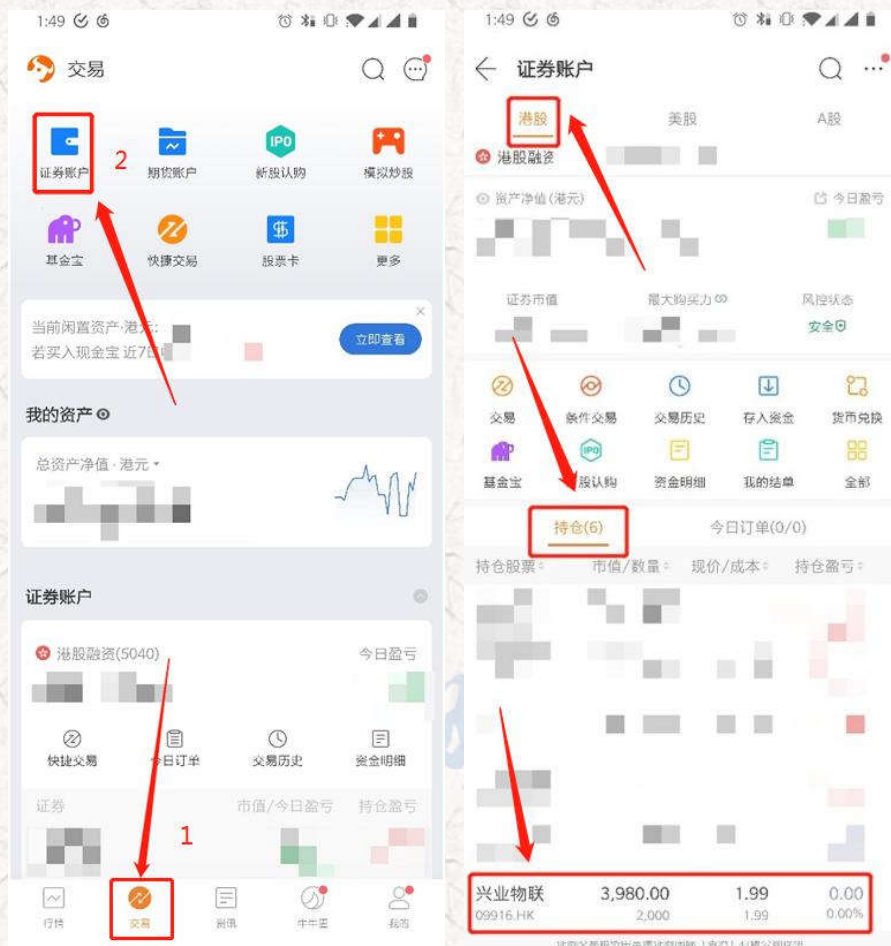 1:49
交易
证券账户
期货账户
IPO
新股认购
模拟炒股
2
基金宝
快捷交易
股票卡
更多
当前闲置资产·港元:
若买入现金宝 近7日
立即查看
我的资产
总资产净值 · 港元
证券账户
港股融资(5040)
今日盈亏
快捷交易
今日订单
交易历史
资金明细
证券
市值/今日盈亏
持仓盈亏
1
行情
交易
资讯
牛牛圈
我的
1:49
证券账户
港股
美股
A股
港股融资
资产净值(港元)
今日盈亏
证券市值
最大购买力
风控状态
安全
交易
条件交易
交易历史
存入资金
货币兑换
基金宝
IPO
股认购
资金明细
我的结单
全部
持仓(6)
今日订单(0/0)
持仓股票
市值/数量
现价/成本
持仓盈亏
兴业物联
3,980.00
1.99
0.00
09916.HK
2,000
1.99
0.00%